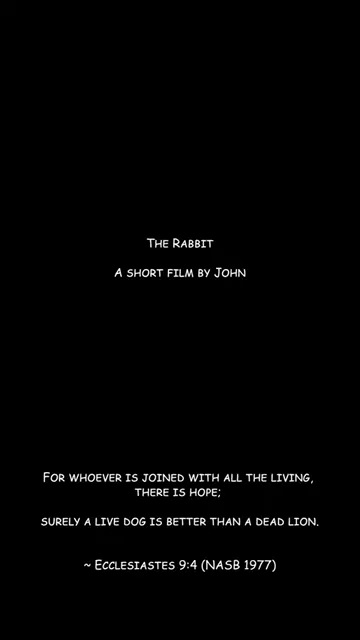 The Rabbit
A short film by John
For whoever is joined with all the living,
there is hope;
surely a live dog is better than a dead lion.
~ Ecclesiastes 9:4 (NASB 1977)